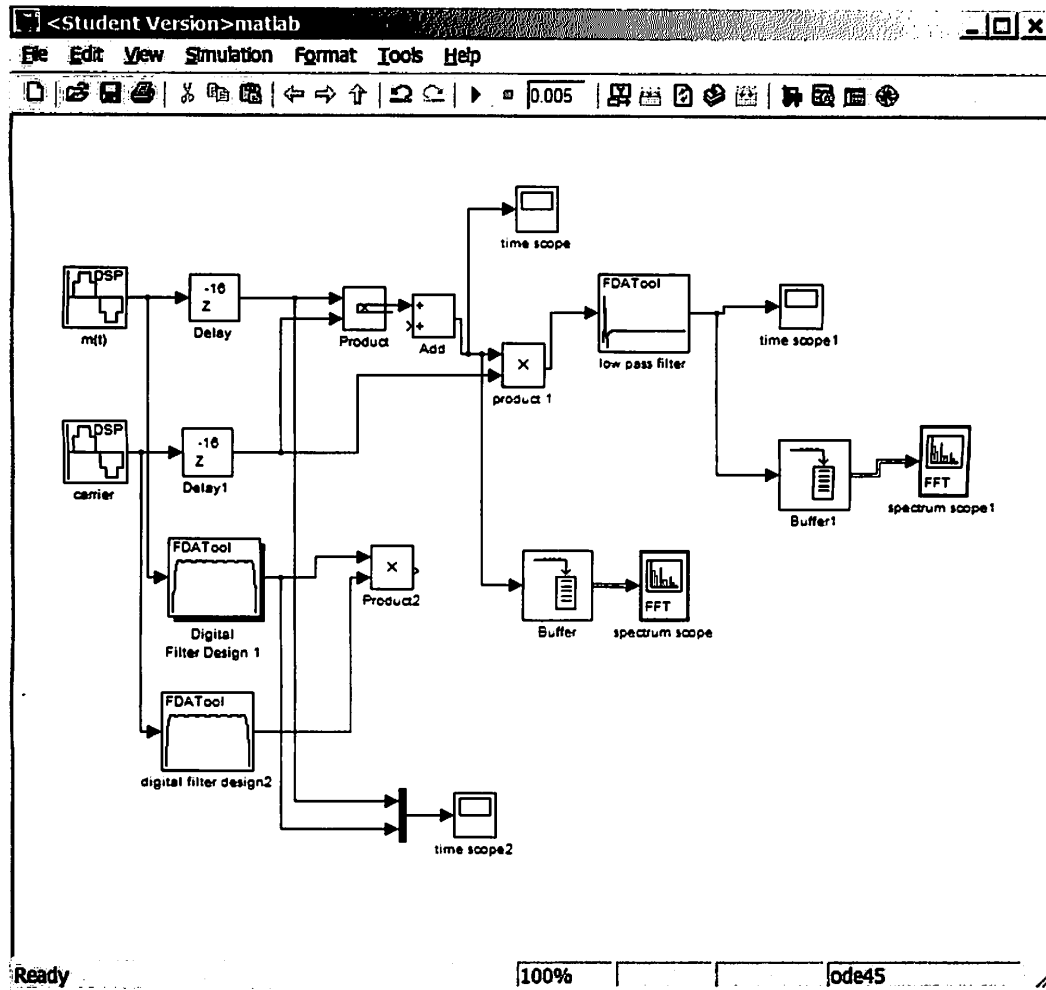 <Student Version>matlab
File Edit View Simulation Format Tools Help
0.005
time scope
DSP
m(t)
-16
Z
Delay
×
Product
+
+
Add
FDATool
low pass filter
time scope1
×
product 1
DSP
carrier
-16
Z
Delay1
Buffer1
FFT
spectrum scope1
FDATool
Digital
Filter Design 1
×
Product2
Buffer
FFT
spectrum scope
FDATool
digital filter design2
time scope2
Ready 100% ode45